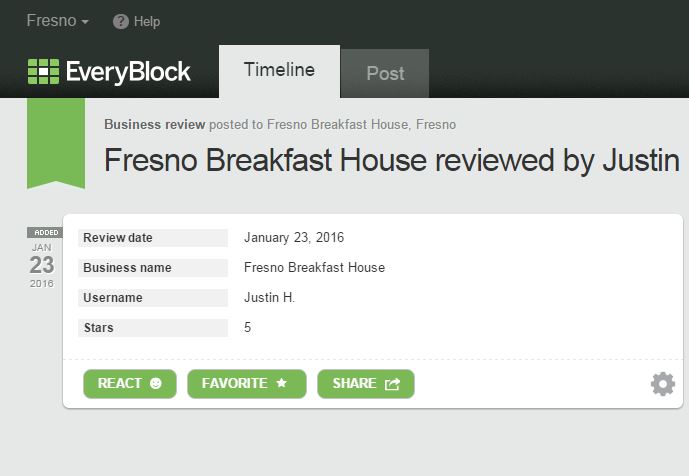 Fresno
Help
EveryBlock
Timeline
Post
Business review posted to Fresno Breakfast House, Fresno
Fresno Breakfast House reviewed by Justin
ADDED
JAN
23
2016
Review date January 23, 2016
Business name Fresno Breakfast House
Username Justin H.
Stars 5
REACT
FAVORITE
SHARE